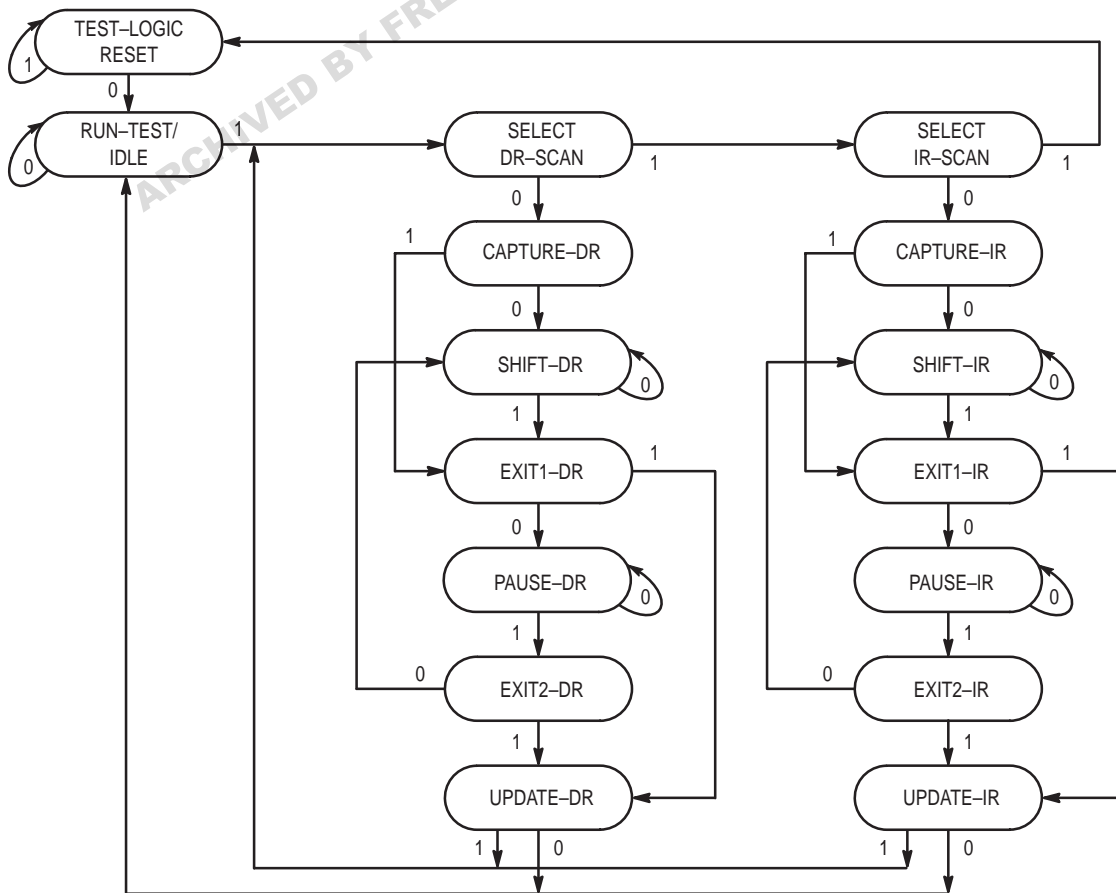 ARCHIVED BY FRE
TEST–LOGIC
RESET
1
0
RUN–TEST/
IDLE
0
1
SELECT
DR–SCAN
1
SELECT
IR–SCAN
1
0
0
1
CAPTURE–DR
1
CAPTURE–IR
0
0
SHIFT–DR
0
SHIFT–IR
0
1
1
EXIT1–DR
1
EXIT1–IR
1
0
0
PAUSE–DR
0
PAUSE–IR
0
1
1
0
EXIT2–DR
0
EXIT2–IR
1
1
UPDATE–DR
UPDATE–IR
1
0
1
0